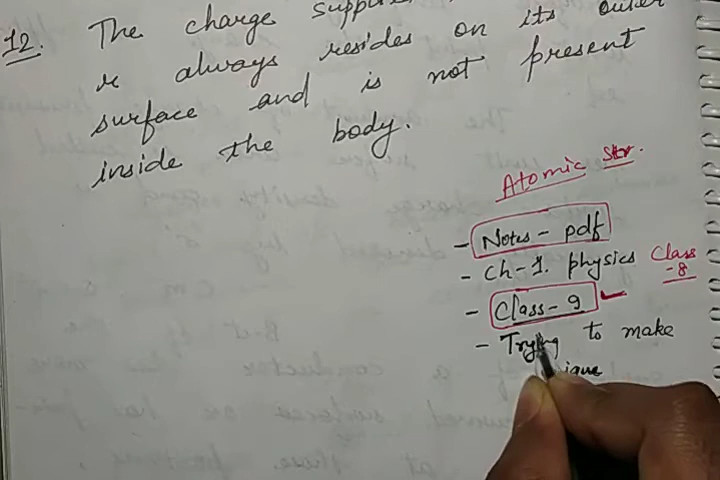 12. The charge
is always resides on its outer
surface and is not present
inside the body.
Atomic Str.
- Notes - pdf
- Ch-1. physics
Class
-8
- Class - 9
- Trying to make